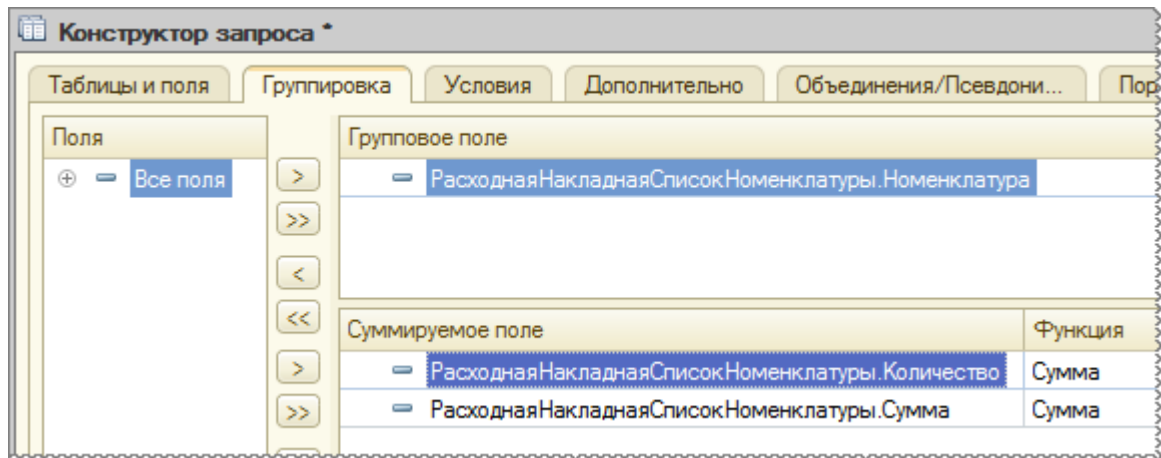 Конструктор запроса *
Таблицы и поля Группировка Условия Дополнительно Объединения/Псевдони... Пор
Поля Групповое поле
Все поля > РасходнаяНакладнаяСписокНоменклатуры.Номенклатура
>>
<
<<
Суммируемое поле Функция
> РасходнаяНакладнаяСписокНоменклатуры.Количество Сумма
>> РасходнаяНакладнаяСписокНоменклатуры.Сумма Сумма